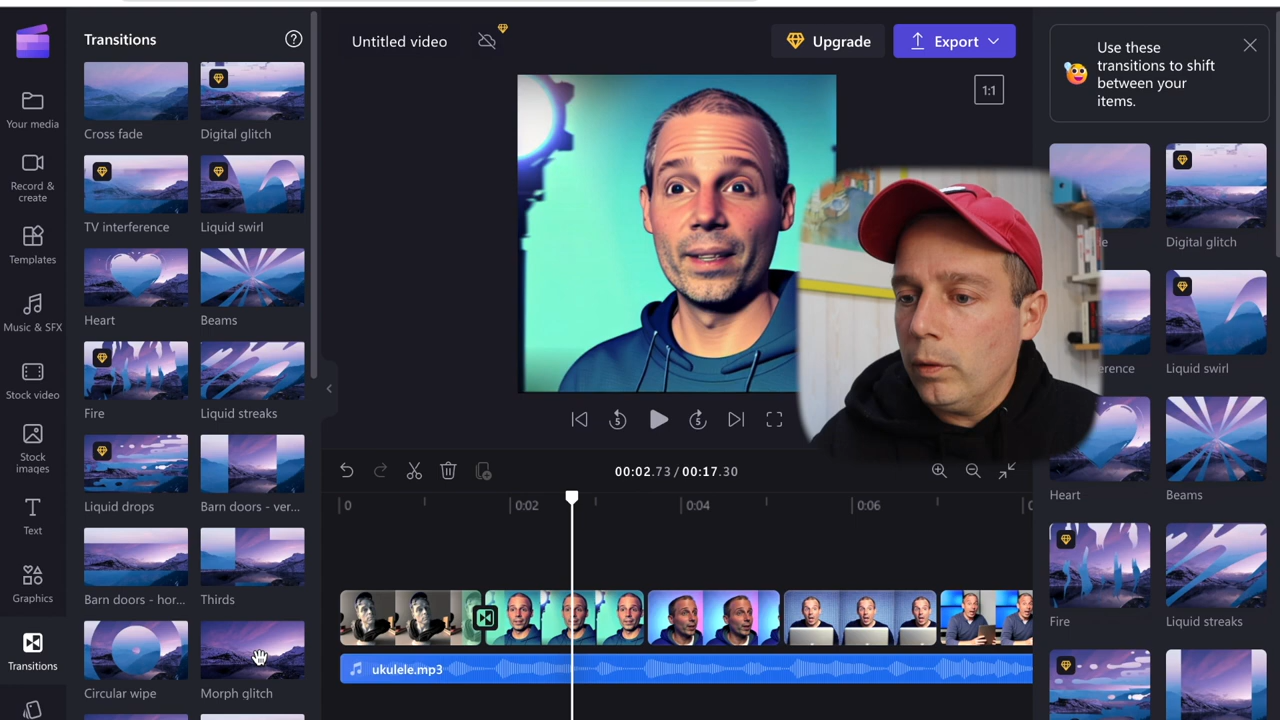 Transitions
Untitled video
Upgrade
Export
1:1
Use these
transitions to shift
between your
items.
Your media
Record &
create
Templates
Music & SFX
Stock video
Stock
images
Text
Graphics
Transitions
Cross fade
Digital glitch
TV interference
Liquid swirl
Heart
Beams
Fire
Liquid streaks
Liquid drops
Barn doors - ver...
Barn doors - hor...
Thirds
Circular wipe
Morph glitch
5
5
00:02.73 / 00:17.30
0
0:02
0:04
0:06
ukulele.mp3
Digital glitch
Liquid swirl
Heart
Beams
Fire
Liquid streaks